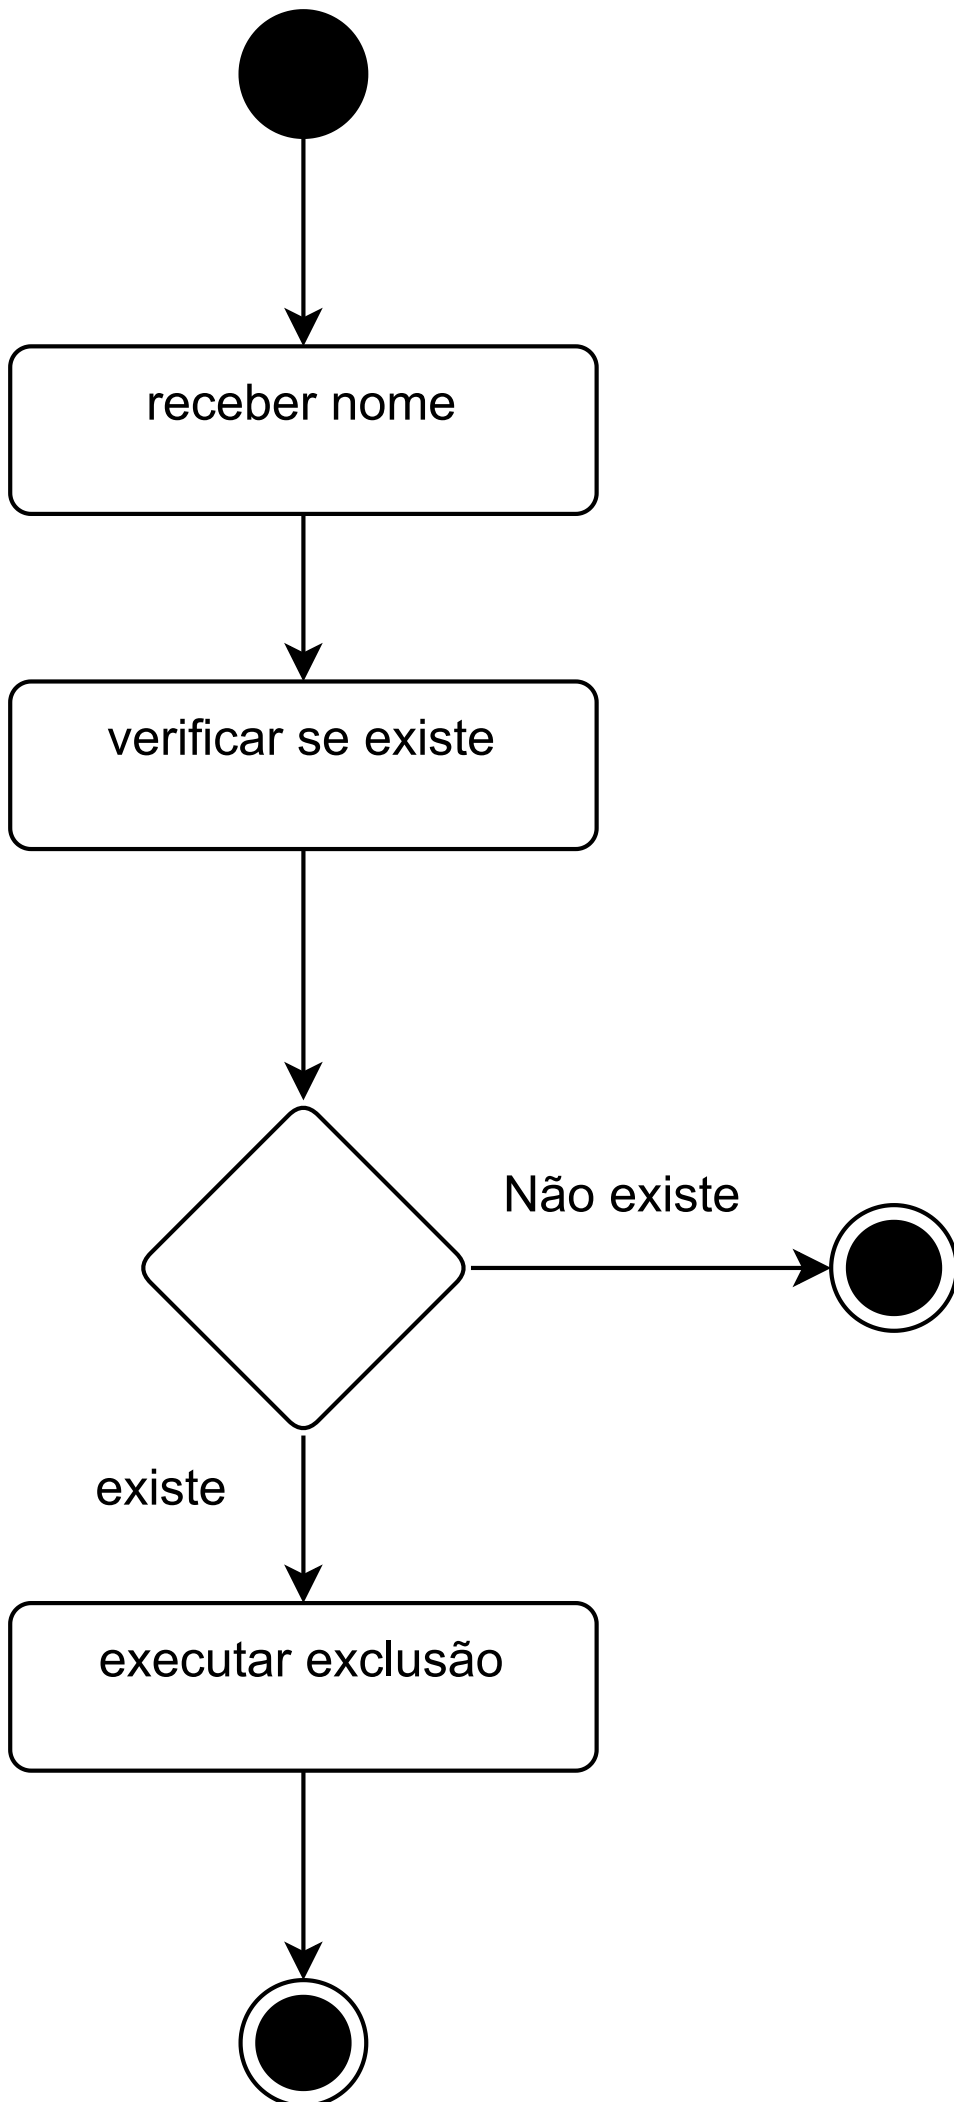 receber nome
verificar se existe
Não existe
existe
executar exclusão